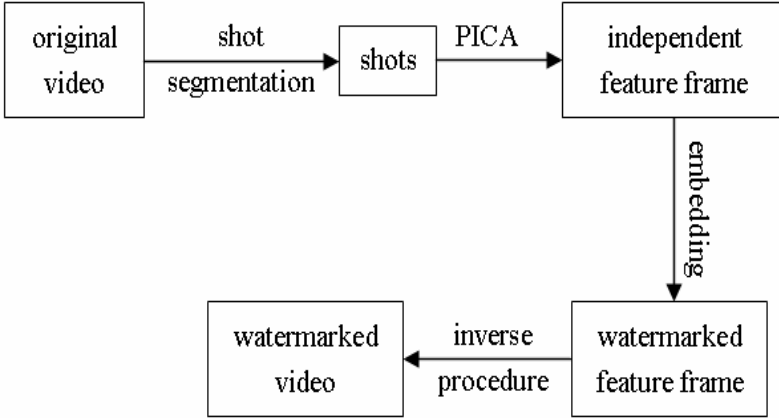 original
video
shot
segmentation
shots
PICA
independent
feature frame
embedding
watermarked
feature frame
inverse
procedure
watermarked
video